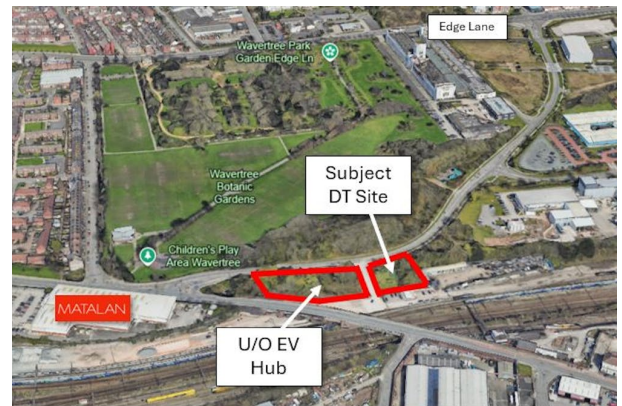 Edge Lane
Wavertree Park
Garden Edge Ln
Subject
DT Site
Wavertree
Botanic
Gardens
Children's Play
Area Wavertree
MATALAN
U/O EV
Hub